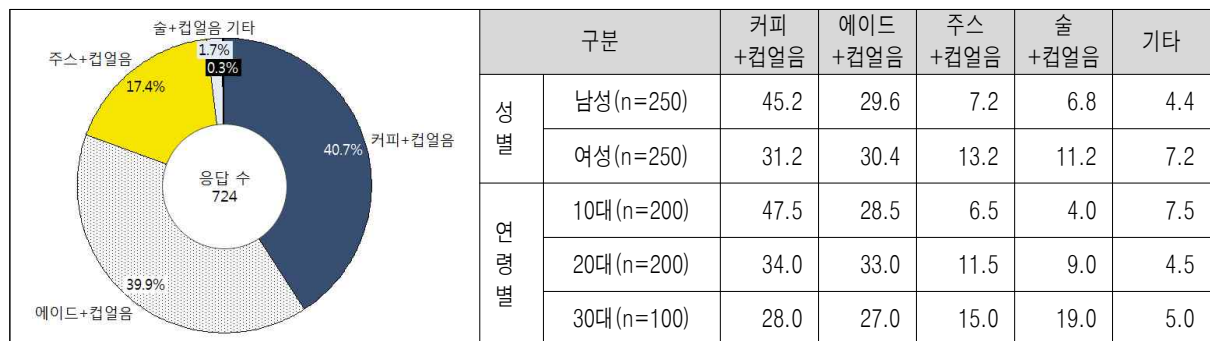 술+컵얼음 기타
1.7%
0.3%
주스+컵얼음
17.4%
40.7%
커피+컵얼음
응답 수
724
39.9%
에이드+컵얼음
구분 커피+컵얼음 에이드+컵얼음 주스+컵얼음 술+컵얼음 기타
성별
남성(n=250) 45.2 29.6 7.2 6.8 4.4
여성(n=250) 31.2 30.4 13.2 11.2 7.2
연령별
10대(n=200) 47.5 28.5 6.5 4.0 7.5
20대(n=200) 34.0 33.0 11.5 9.0 4.5
30대(n=100) 28.0 27.0 15.0 19.0 5.0